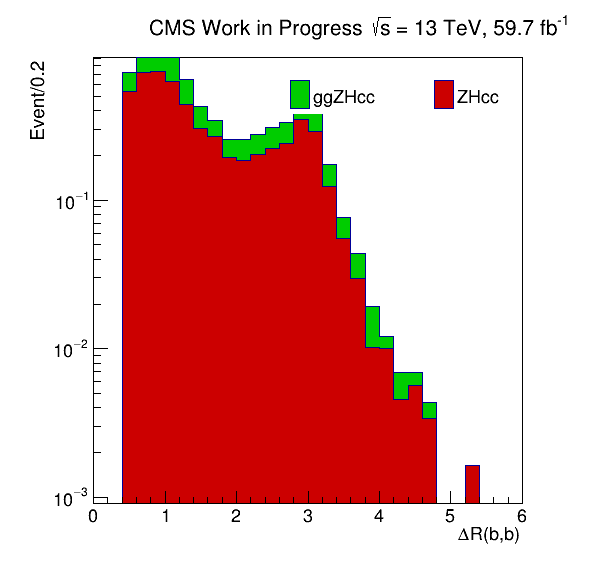 CMS Work in Progress √s = 13 TeV, 59.7 fb⁻¹
Event/0.2
ggZHcc ZHcc
10⁻¹
10⁻²
10⁻³
0 1 2 3 4 5 6
ΔR(b,b)